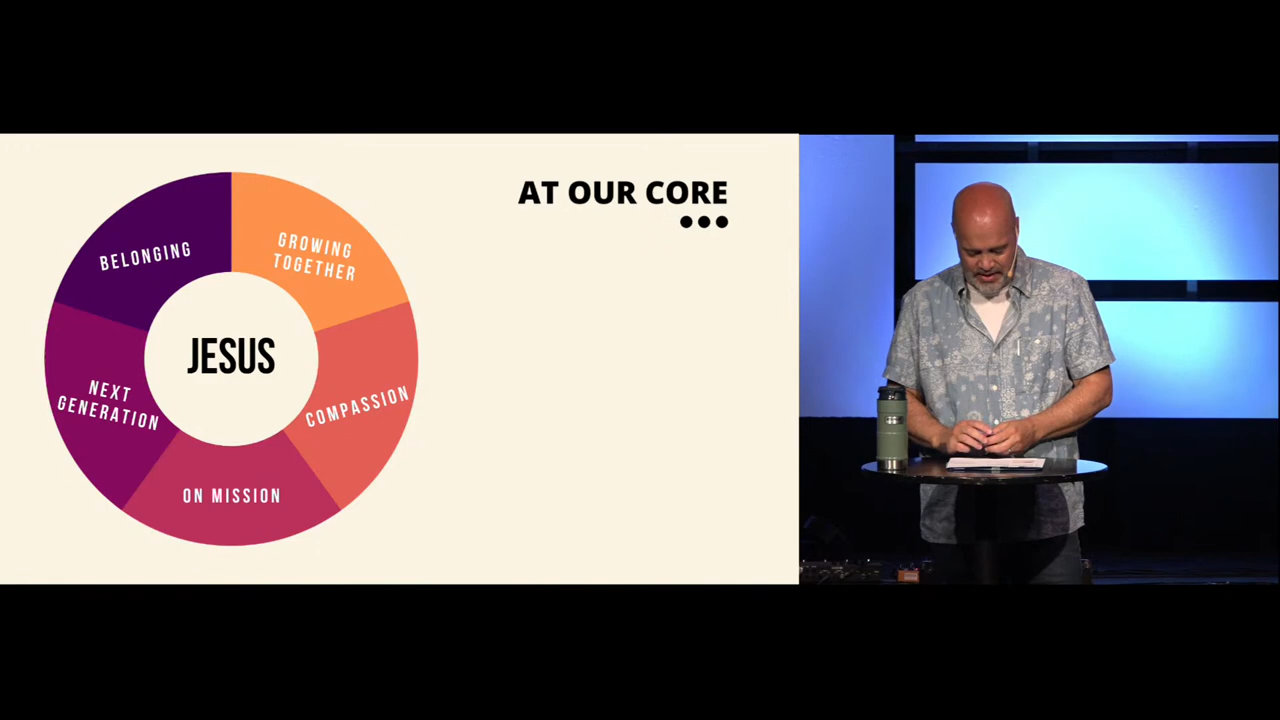 AT OUR CORE
BELONGING
GROWING
TOGETHER
JESUS
NEXT
GENERATION
COMPASSION
ON MISSION